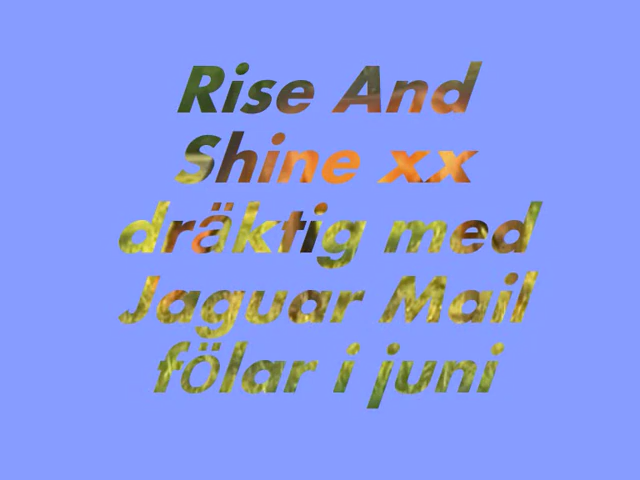 Rise And
Shine xx
dräktig med
Jaguar Mail
fölar i juni